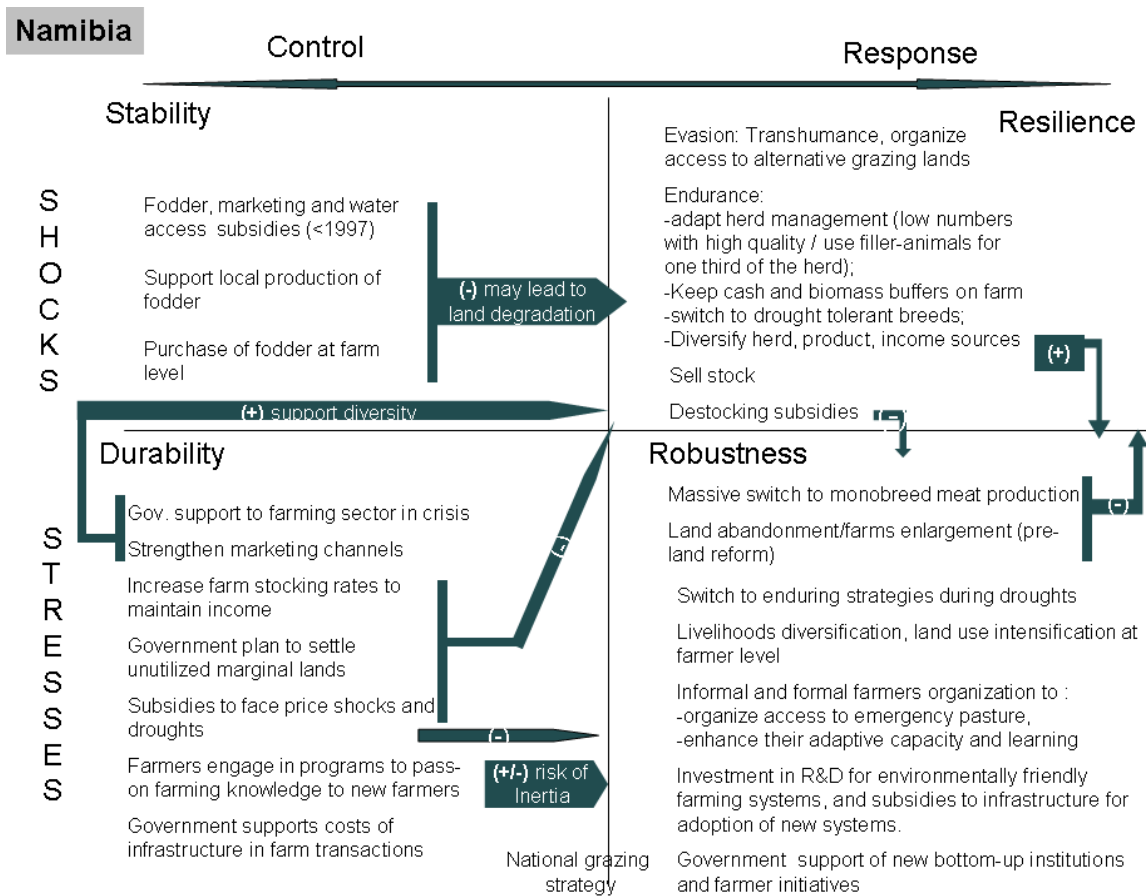 Namibia
Control
Response
Stability
Resilience
SHOCKS
Fodder, marketing and water
access subsidies (<1997)
Support local production of
fodder
Purchase of fodder at farm
level
(-) may lead to
land degradation
(+) support diversity
Evasion: Transhumance, organize
access to alternative grazing lands
Endurance:
-adapt herd management (low numbers
with high quality / use filler-animals for
one third of the herd);
-Keep cash and biomass buffers on farm
-switch to drought tolerant breeds;
-Diversify herd, product, income sources
(+)
Sell stock
Destocking subsidies
(-)
Durability
STRESSES
Gov. support to farming sector in crisis
Strengthen marketing channels
Increase farm stocking rates to
maintain income
Government plan to settle
unutilized marginal lands
Subsidies to face price shocks and
droughts
(-)
(-)
Farmers engage in programs to pass-
on farming knowledge to new farmers
(+/-) risk of
Inertia
Government supports costs of
infrastructure in farm transactions
National grazing
strategy
Robustness
Massive switch to monobreed meat production
(-)
Land abandonment/farms enlargement (pre-
land reform)
Switch to enduring strategies during droughts
Livelihoods diversification, land use intensification at
farmer level
Informal and formal farmers organization to :
-organize access to emergency pasture,
-enhance their adaptive capacity and learning
Investment in R&D for environmentally friendly
farming systems, and subsidies to infrastructure for
adoption of new systems.
Government support of new bottom-up institutions
and farmer initiatives